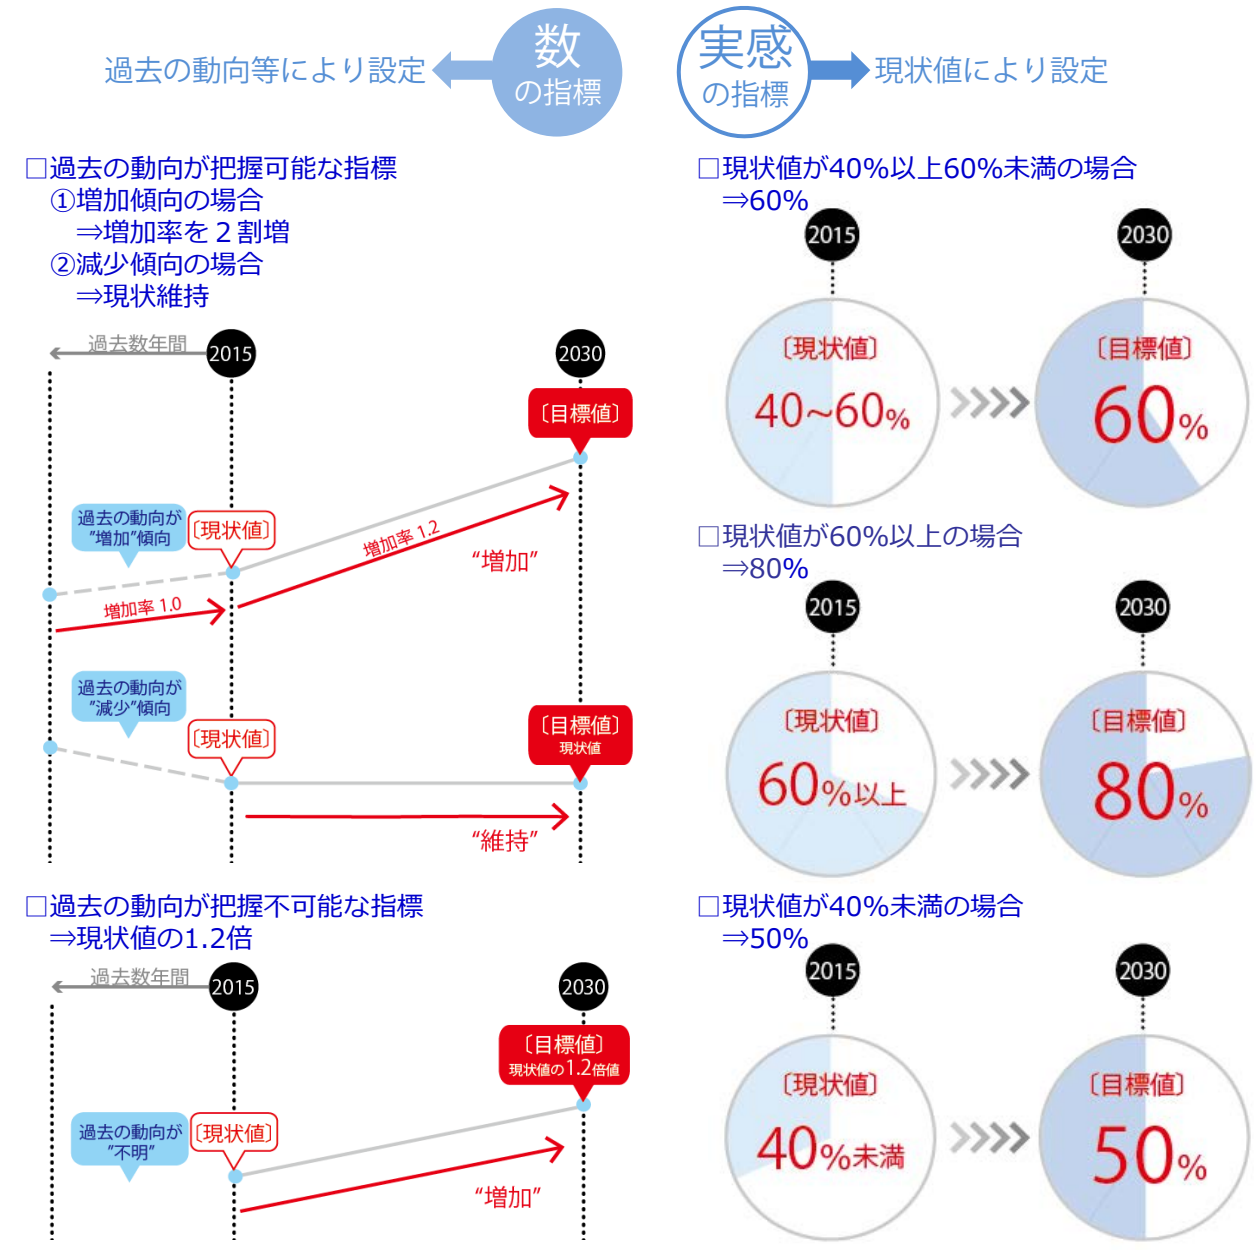 過去の動向等により設定
数
の指標
実感
の指標
現状値により設定
□過去の動向が把握可能な指標
①増加傾向の場合
⇒増加率を２割増
②減少傾向の場合
⇒現状維持
過去数年間
2015
2030
〔目標値〕
過去の動向が
”増加”傾向
〔現状値〕
増加率 1.2
“増加”
増加率 1.0
過去の動向が
”減少”傾向
〔現状値〕
〔目標値〕
現状値
“維持”
□過去の動向が把握不可能な指標
⇒現状値の1.2倍
過去数年間
2015
2030
〔目標値〕
現状値の1.2倍値
過去の動向が
”不明”
〔現状値〕
“増加”
□現状値が40%以上60%未満の場合
⇒60%
2015
2030
〔現状値〕
40~60%
〔目標値〕
60%
□現状値が60%以上の場合
⇒80%
2015
2030
〔現状値〕
60%以上
〔目標値〕
80%
□現状値が40%未満の場合
⇒50%
2015
2030
〔現状値〕
40%未満
〔目標値〕
50%